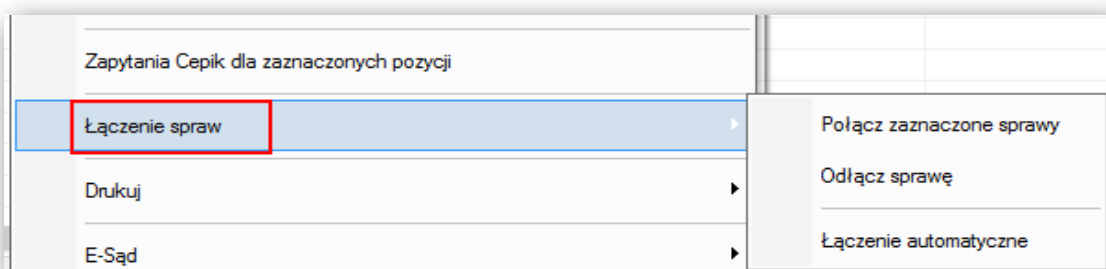 Zapytania Cepik dla zaznaczonych pozycji
Łączenie spraw
Drukuj
E-Sąd
Połącz zaznaczone sprawy
Odłącz sprawę
Łączenie automatyczne